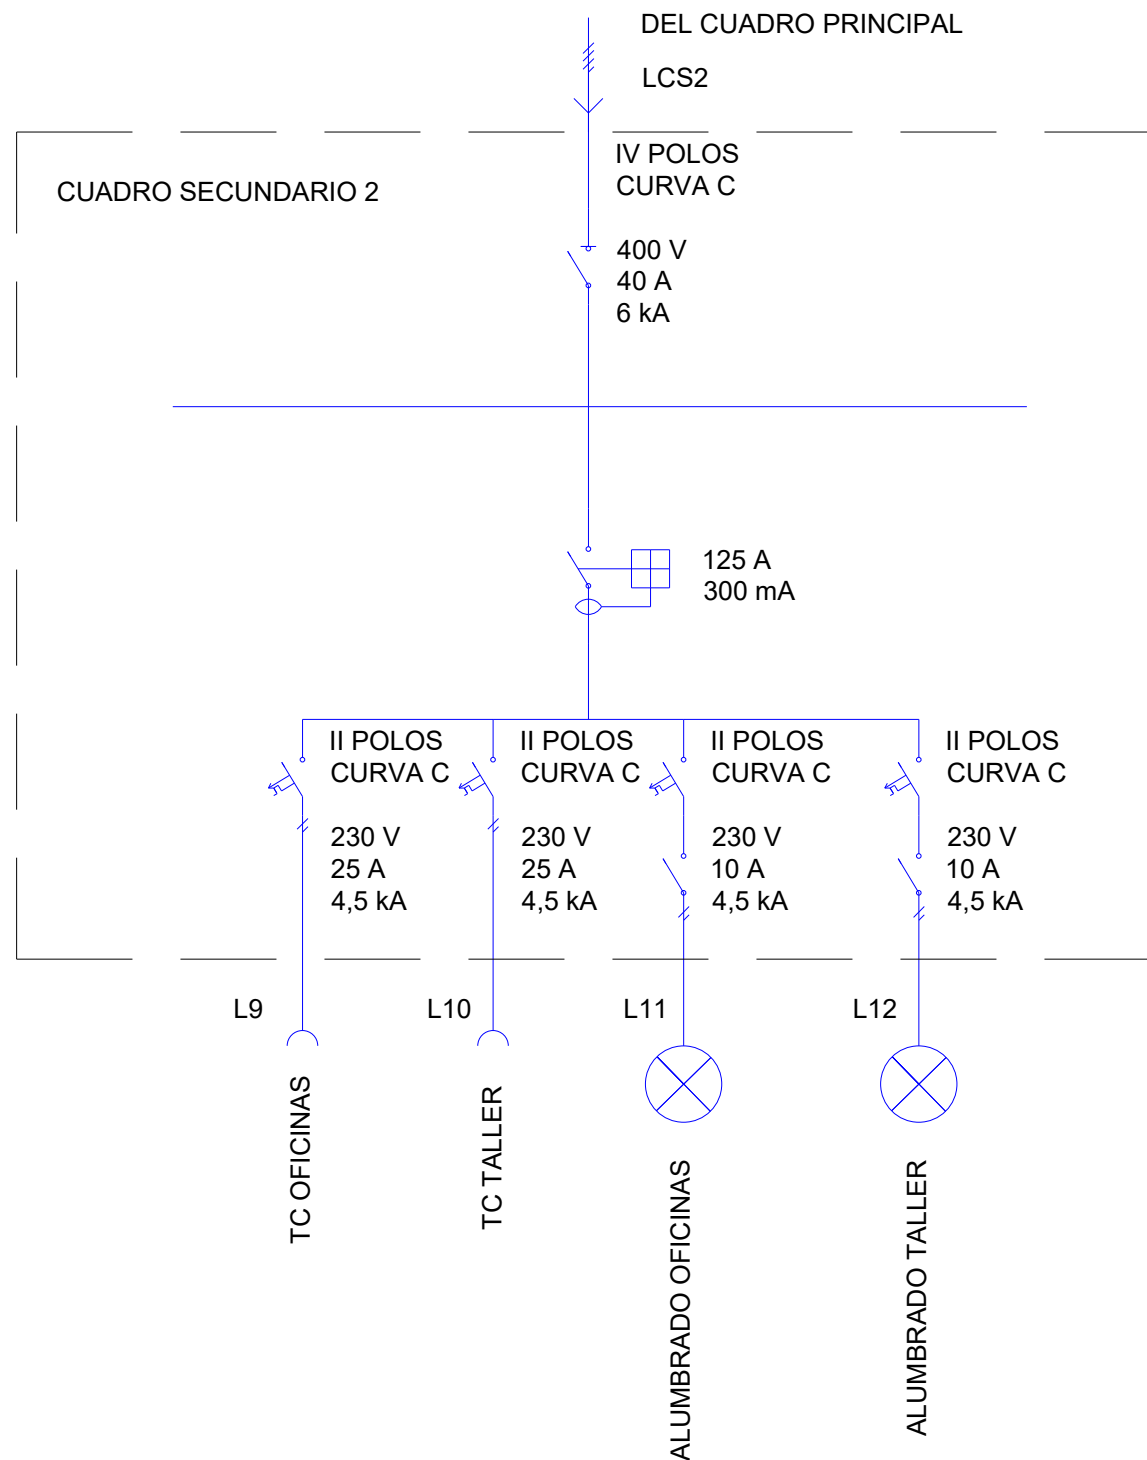 DEL CUADRO PRINCIPAL
LCS2
IV POLOS
CURVA C
CUADRO SECUNDARIO 2
400 V
40 A
6 kA
125 A
300 mA
II POLOS
CURVA C
230 V
25 A
4,5 kA
II POLOS
CURVA C
230 V
25 A
4,5 kA
II POLOS
CURVA C
230 V
10 A
4,5 kA
II POLOS
CURVA C
230 V
10 A
4,5 kA
L9
L10
L11
L12
TC OFICINAS
TC TALLER
ALUMBRADO OFICINAS
ALUMBRADO TALLER